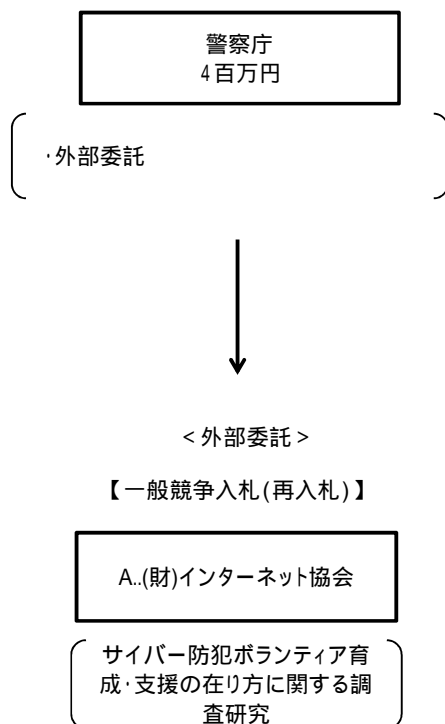 警察庁
4百万円
・外部委託
<外部委託>
【一般競争入札(再入札)】
A..(財)インターネット協会
サイバー防犯ボランティア育
成・支援の在り方に関する調
査研究